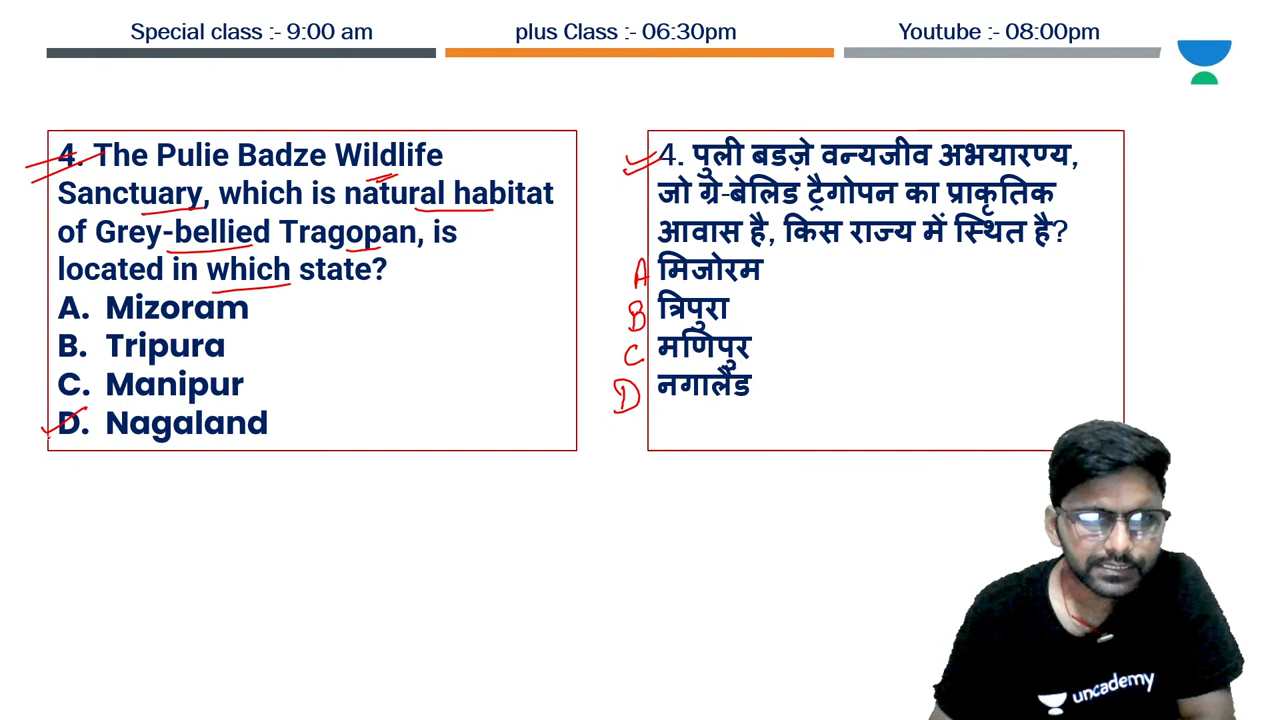 Special class :- 9:00 am
plus Class :- 06:30pm
Youtube :- 08:00pm
4. The Pulie Badze Wildlife
Sanctuary, which is natural habitat
of Grey-bellied Tragopan, is
located in which state?
A. Mizoram
B. Tripura
C. Manipur
D. Nagaland
4. पुली बडज़े वन्यजीव अभयारण्य,
जो ग्रे-बेलिड ट्रैगोपन का प्राकृतिक
आवास है, किस राज्य में स्थित है?
A मिजोरम
B त्रिपुरा
C मणिपुर
D नगालैंड
unacademy